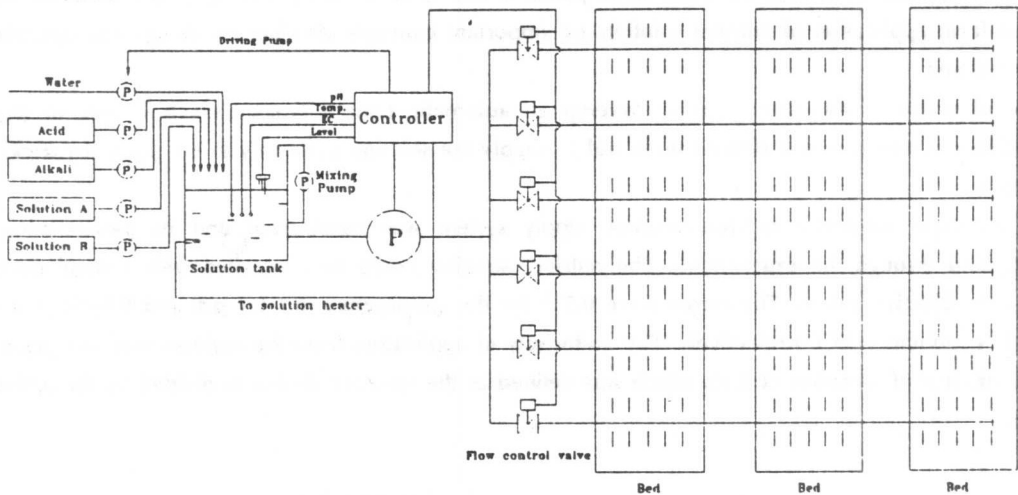 Driving Pump
Water
P
pH
Temp.
EC
Level
Controller
Acid
P
Alkali
P
P
Mixing
Pump
Solution A
P
P
Solution B
P
Solution tank
To solution heater
Flow control valve
Bed
Bed
Bed